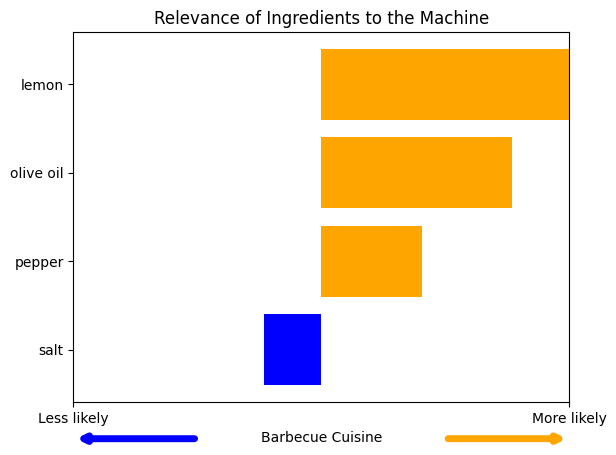 Relevance of Ingredients to the Machine
lemon
olive oil
pepper
salt
Less likely
More likely
Barbecue Cuisine